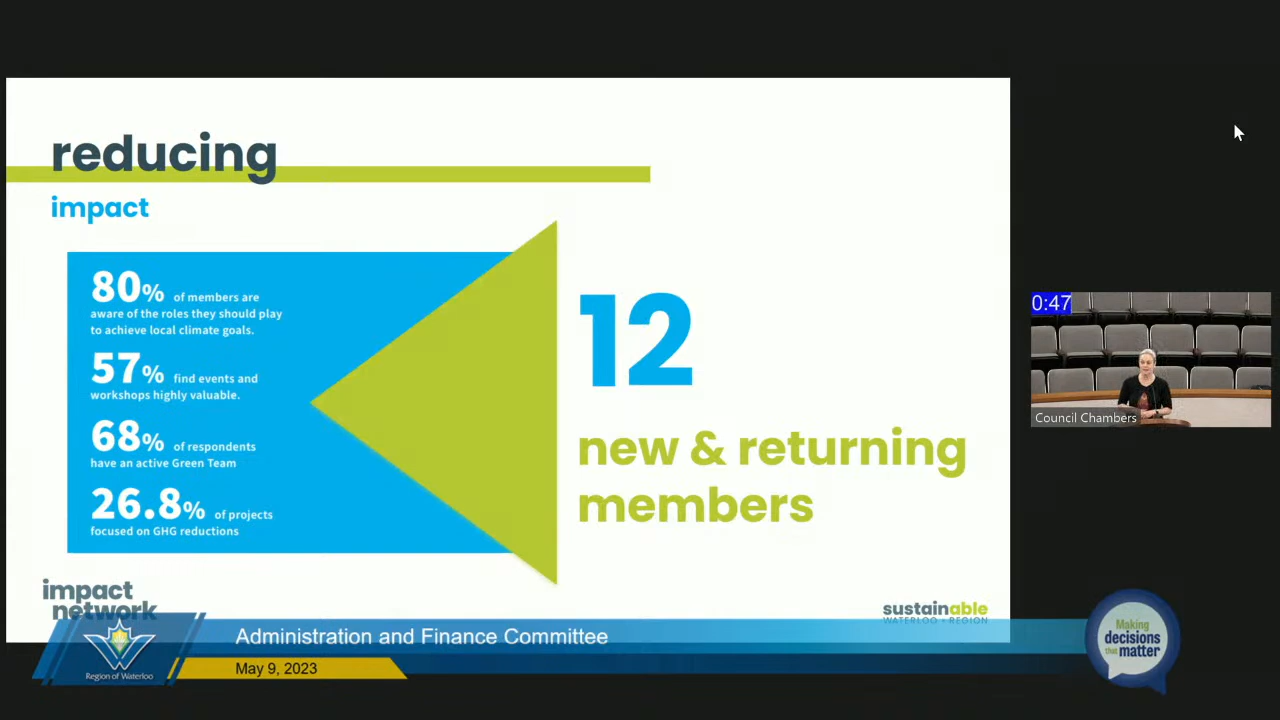 reducing
impact
80% of members are
aware of the roles they should play
to achieve local climate goals.
57% find events and
workshops highly valuable.
68% of respondents
have an active Green Team
26.8% of projects
focused on GHG reductions
12
new & returning
members
impact
network
sustainable
WATERLOO • REGION
0:47
Council Chambers
Administration and Finance Committee
May 9, 2023
Region of Waterloo
Making
decisions
that matter